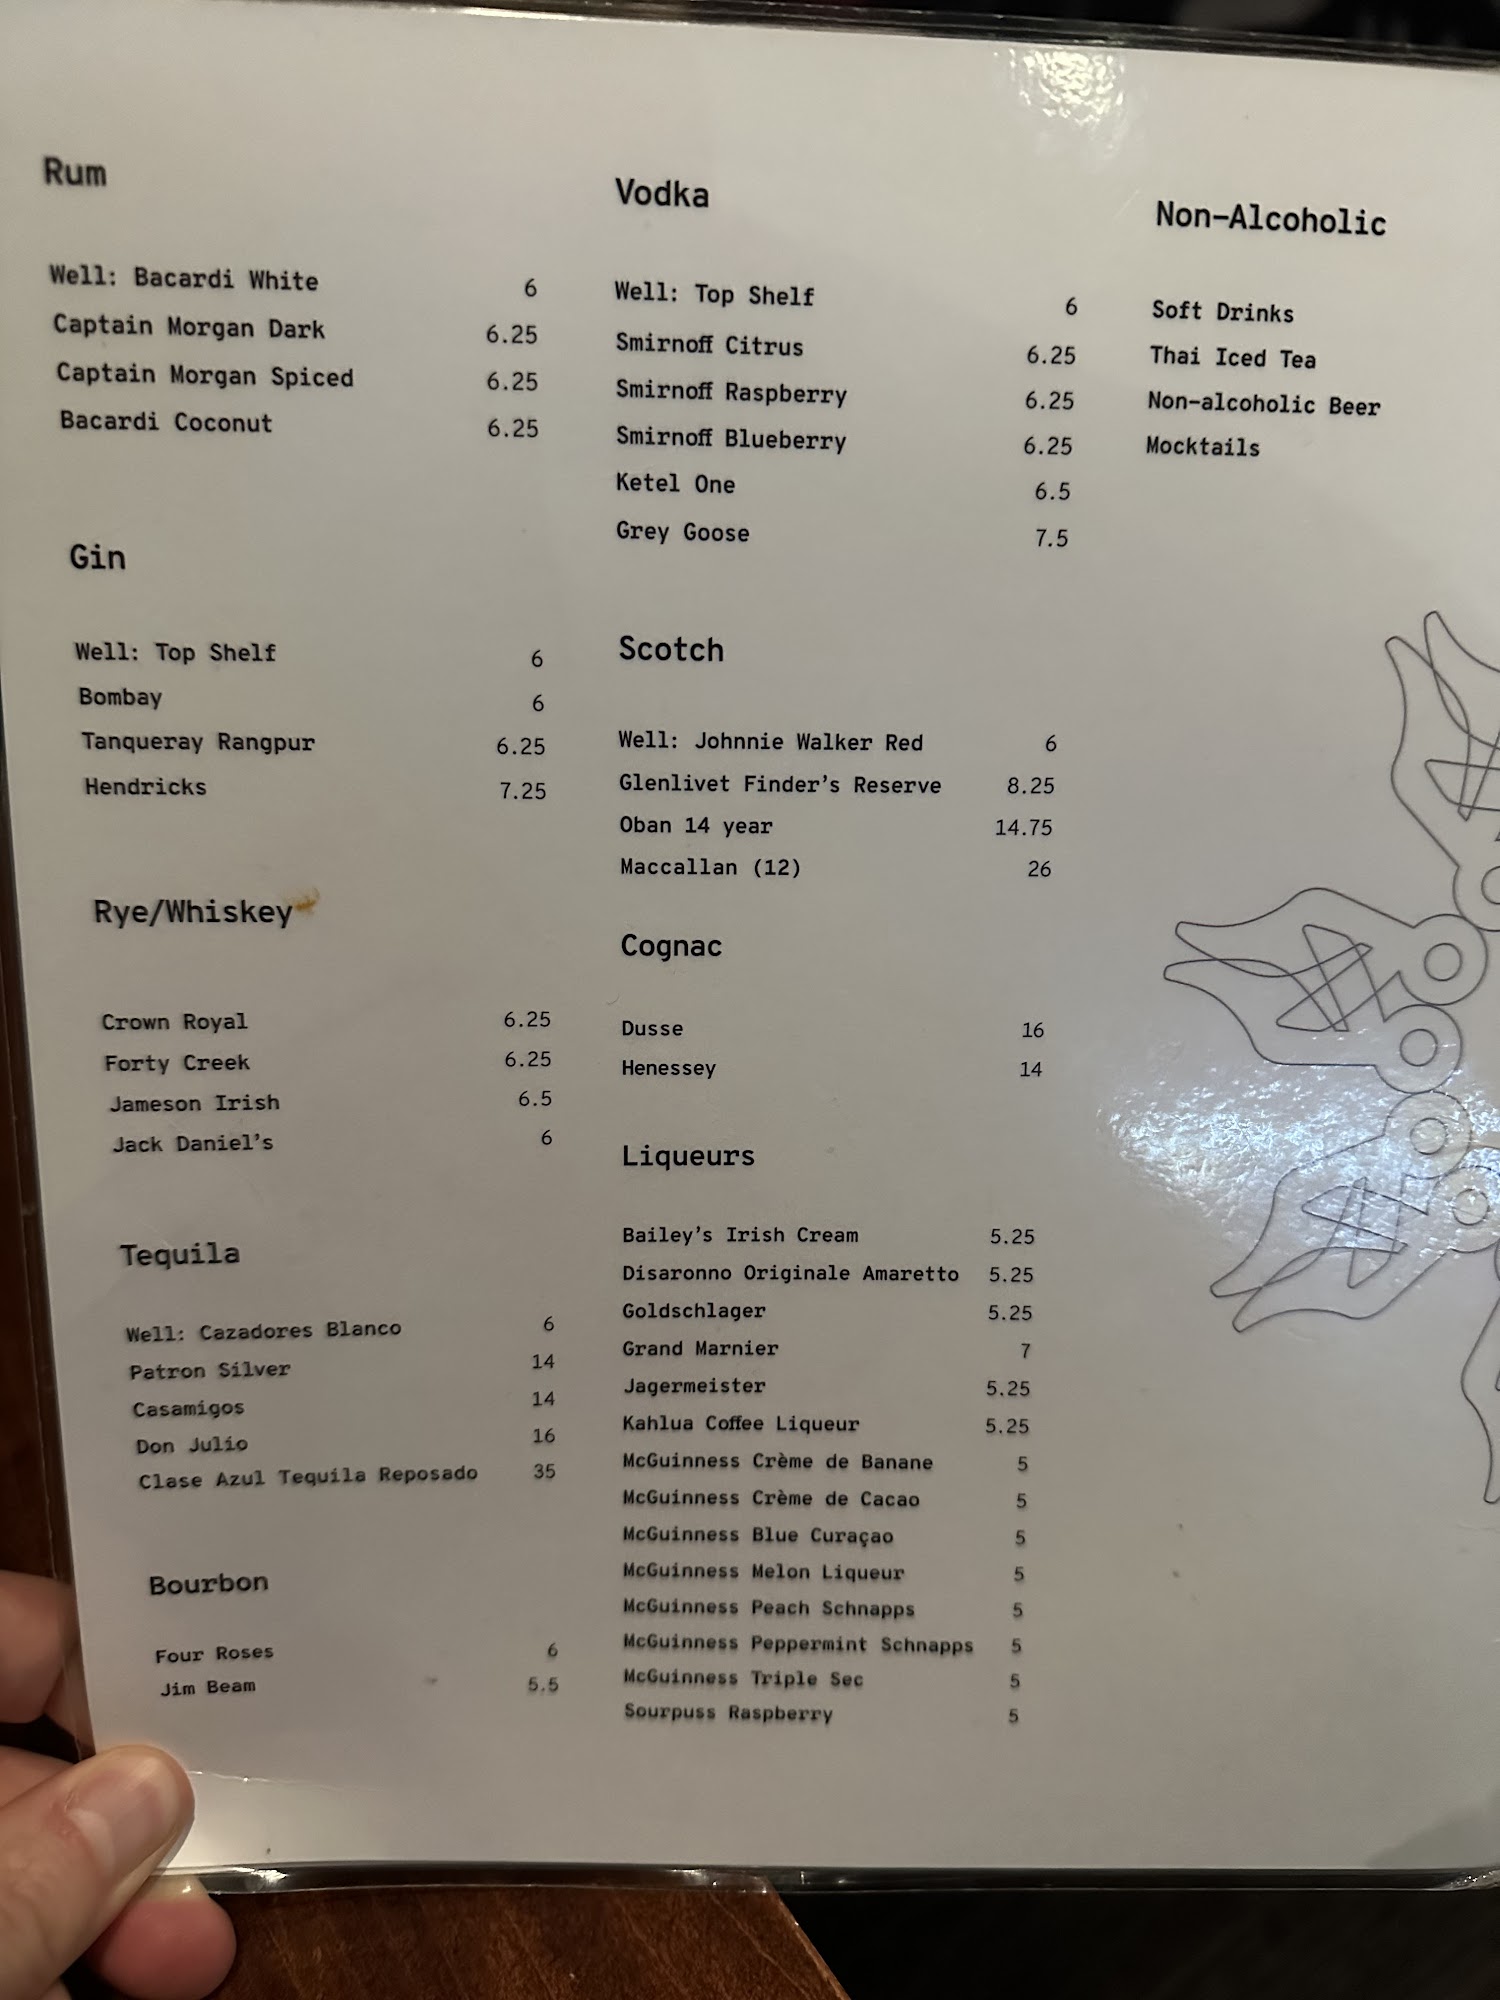 Rum
Well: Bacardi White 6
Captain Morgan Dark 6.25
Captain Morgan Spiced 6.25
Bacardi Coconut 6.25
Gin
Well: Top Shelf 6
Bombay 6
Tanqueray Rangpur 6.25
Hendricks 7.25
Rye/Whiskey
Crown Royal 6.25
Forty Creek 6.25
Jameson Irish 6.5
Jack Daniel's 6
Tequila
Well: Cazadores Blanco 6
Patron Silver 14
Casamigos 14
Don Julio 16
Clase Azul Tequila Reposado 35
Bourbon
Four Roses 6
Jim Beam 5.5
Vodka
Well: Top Shelf 6
Smirnoff Citrus 6.25
Smirnoff Raspberry 6.25
Smirnoff Blueberry 6.25
Ketel One 6.5
Grey Goose 7.5
Scotch
Well: Johnnie Walker Red 6
Glenlivet Finder's Reserve 8.25
Oban 14 year 14.75
Maccallan (12) 26
Cognac
Dusse 16
Henessey 14
Liqueurs
Bailey's Irish Cream 5.25
Disaronno Originale Amaretto 5.25
Goldschlager 5.25
Grand Marnier 7
Jagermeister 5.25
Kahlua Coffee Liqueur 5.25
McGuinness Crème de Banane 5
McGuinness Crème de Cacao 5
McGuinness Blue Curaçao 5
McGuinness Melon Liqueur 5
McGuinness Peach Schnapps 5
McGuinness Peppermint Schnapps 5
McGuinness Triple Sec 5
Sourpuss Raspberry 5
Non-Alcoholic
Soft Drinks
Thai Iced Tea
Non-alcoholic Beer
Mocktails